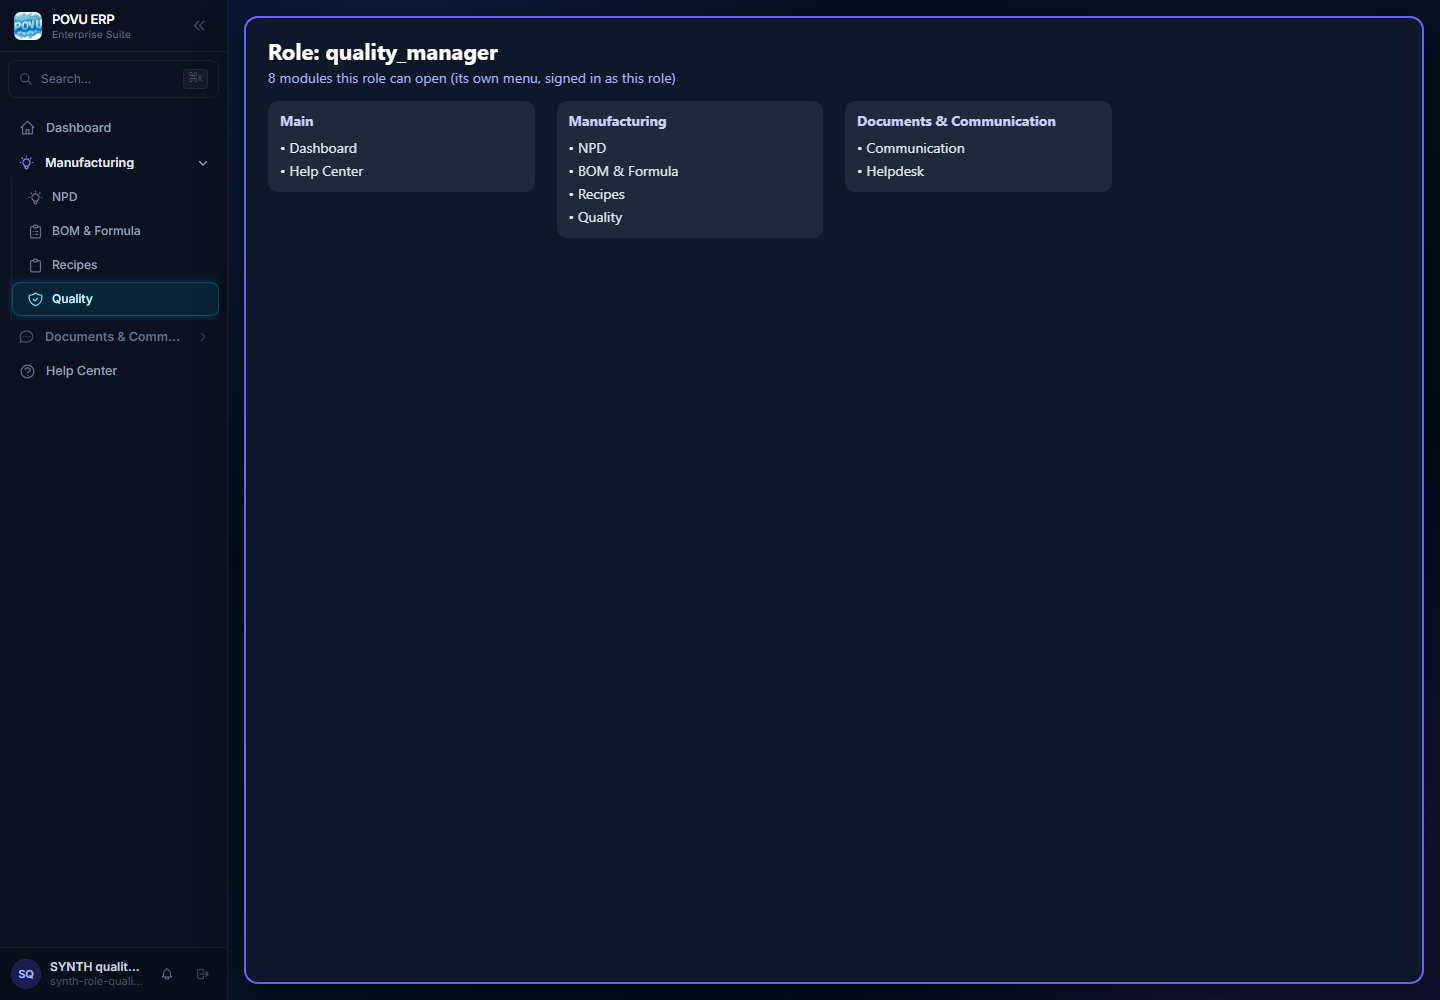 POVU ERP
Enterprise Suite
Search...
⌘K
Dashboard
Manufacturing
NPD
BOM & Formula
Recipes
Quality
Documents & Comm...
Help Center
SQ
SYNTH qualit...
synth-role-quali...
Role: quality_manager
8 modules this role can open (its own menu, signed in as this role)
Main
• Dashboard
• Help Center
Manufacturing
• NPD
• BOM & Formula
• Recipes
• Quality
Documents & Communication
• Communication
• Helpdesk